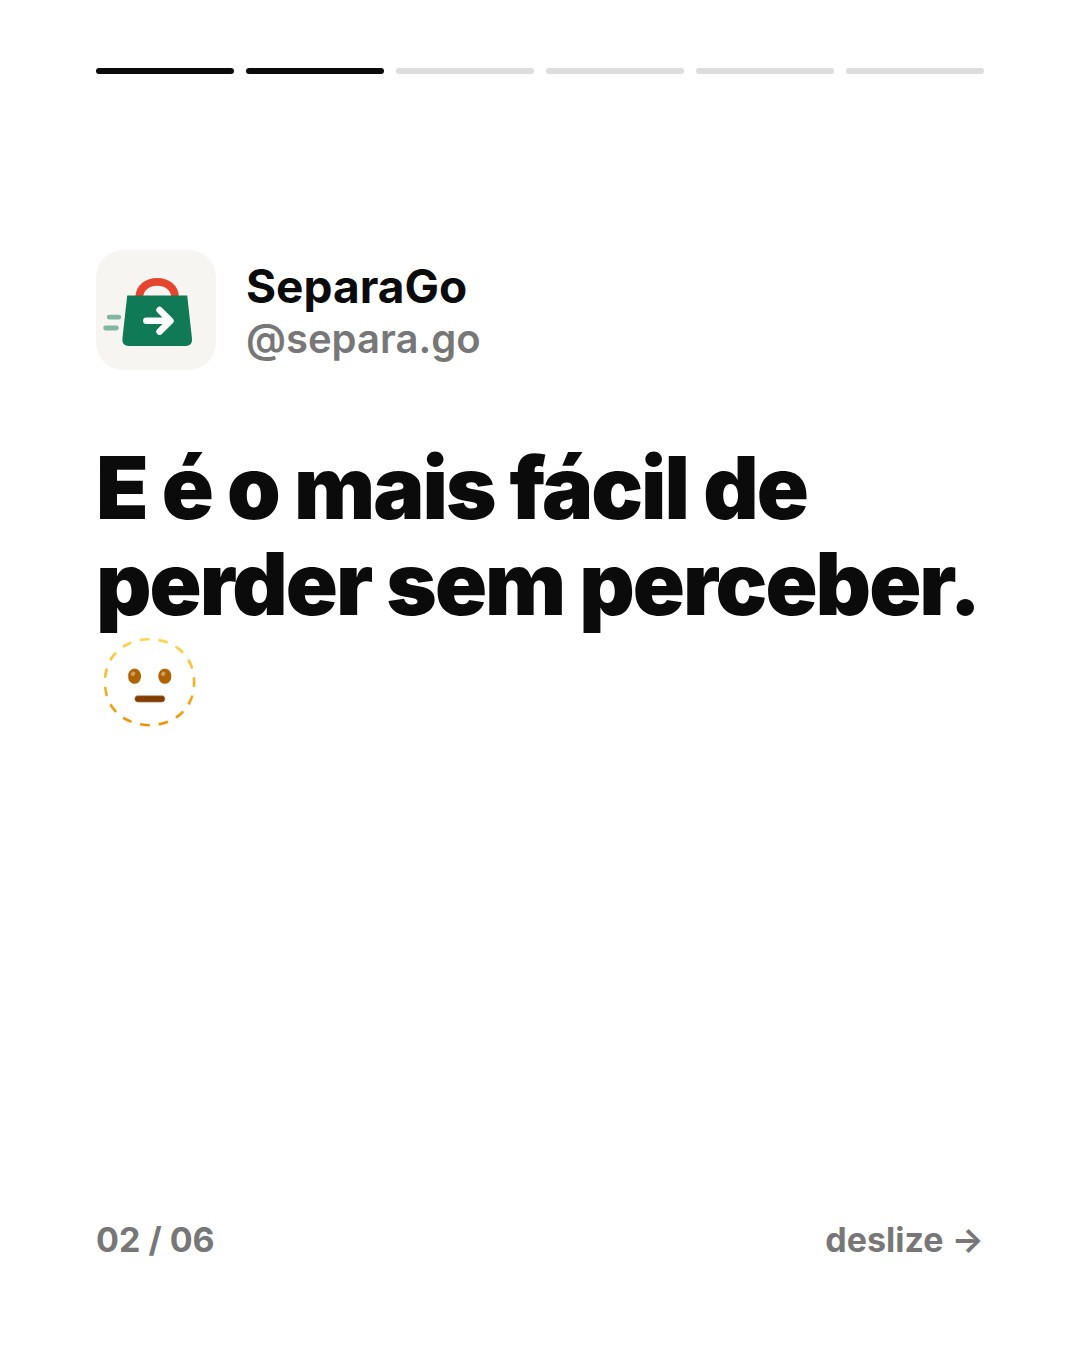 SeparaGo
@separa.go
E é o mais fácil de
perder sem perceber.
🫥
02 / 06
deslize →